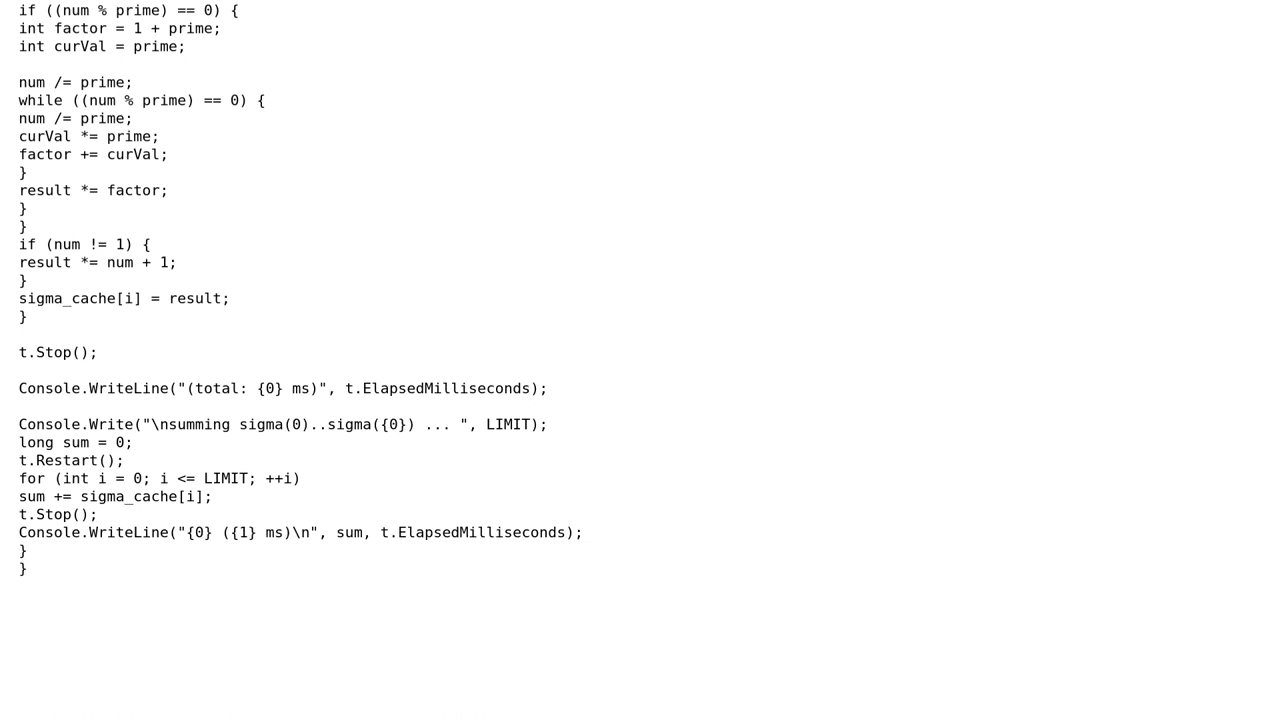 if ((num % prime) == 0) {
int factor = 1 + prime;
int curVal = prime;

num /= prime;
while ((num % prime) == 0) {
num /= prime;
curVal *= prime;
factor += curVal;
}
result *= factor;
}
}
if (num != 1) {
result *= num + 1;
}
sigma_cache[i] = result;
}

t.Stop();

Console.WriteLine("(total: {0} ms)", t.ElapsedMilliseconds);

Console.Write("\nsumming sigma(0)..sigma({0}) ... ", LIMIT);
long sum = 0;
t.Restart();
for (int i = 0; i <= LIMIT; ++i)
sum += sigma_cache[i];
t.Stop();
Console.WriteLine("{0} ({1} ms)\n", sum, t.ElapsedMilliseconds);
}
}